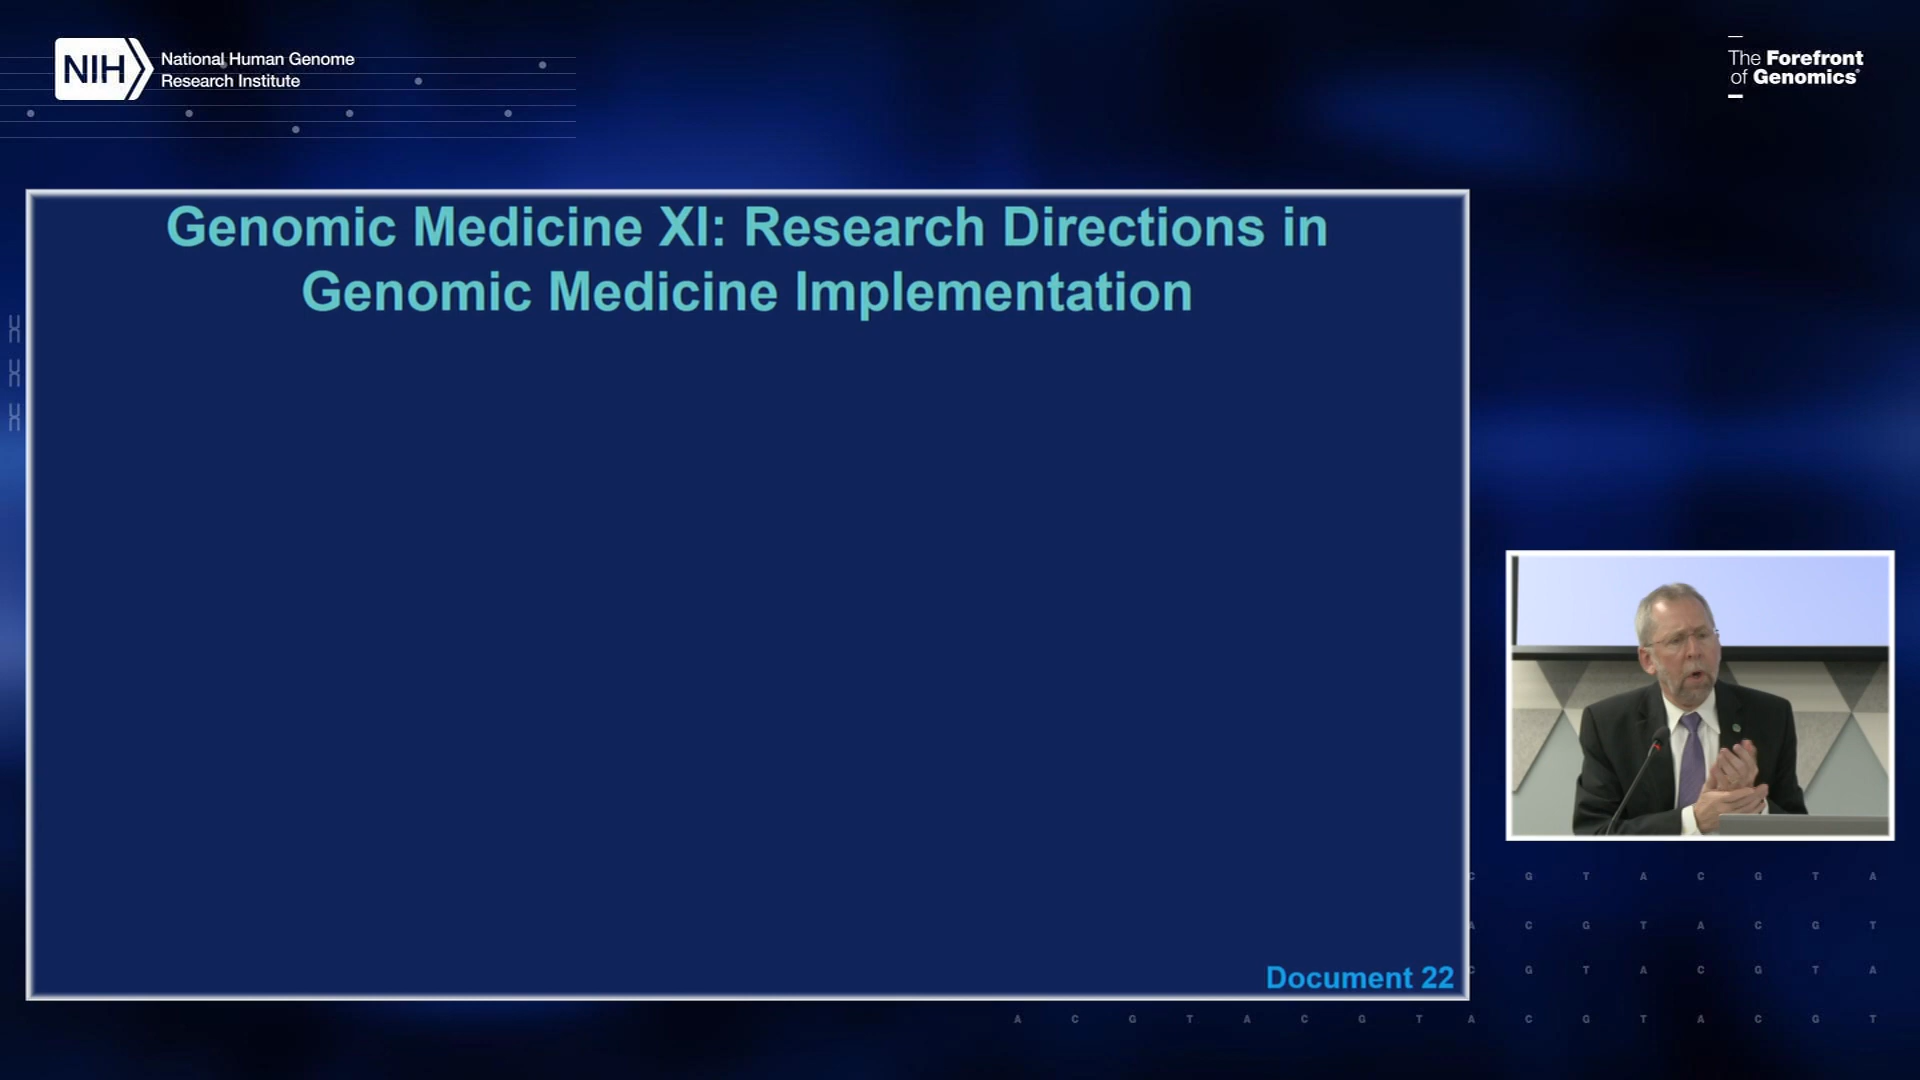 NIH National Human Genome
Research Institute
The Forefront
of Genomics®
Genomic Medicine XI: Research Directions in
Genomic Medicine Implementation
Document 22
C G T A C G T A
A C G T A C G T
C G T A C G T A
A C G T A C G T A C G T A C G T